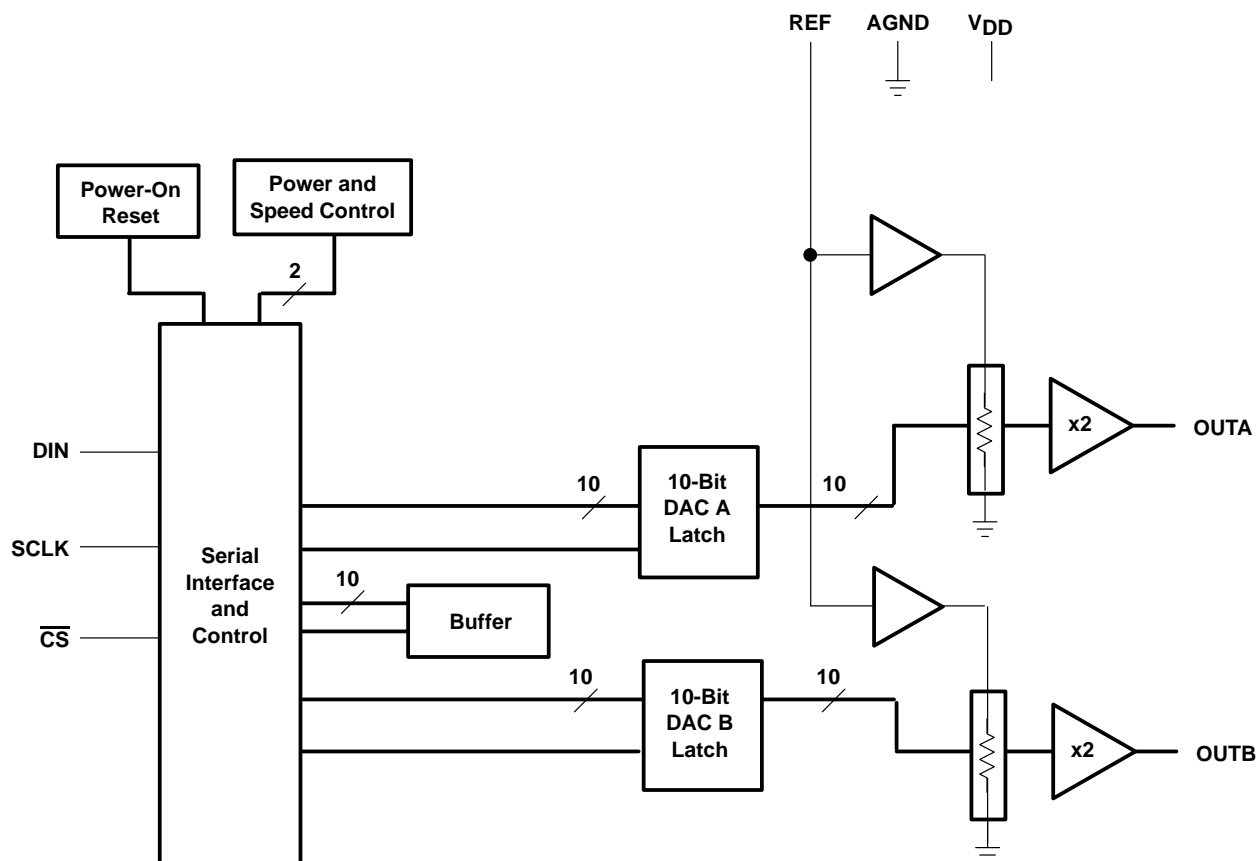 REF AGND VDD
Power-On
Reset
Power and
Speed Control
2
DIN
SCLK
CS
Serial
Interface
and
Control
10
10-Bit
DAC A
Latch
10
x2
OUTA
10
Buffer
10
10-Bit
DAC B
Latch
10
x2
OUTB